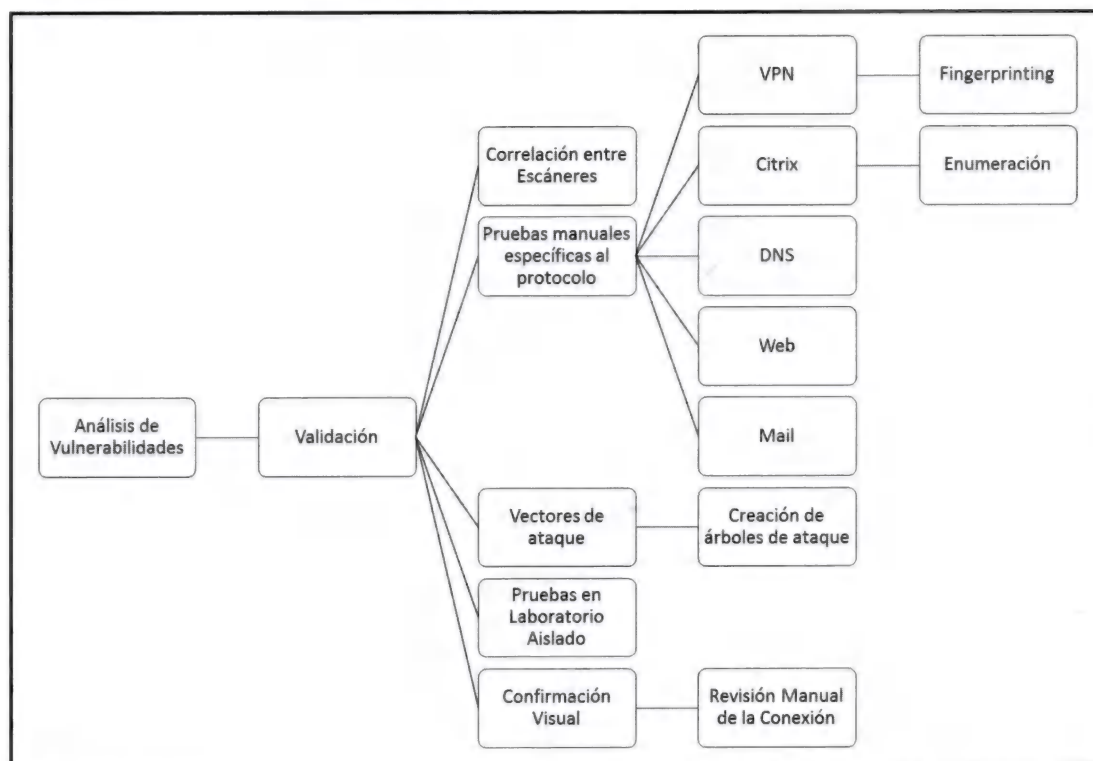 VPN
Fingerprinting
Correlación entre
Escáneres
Citrix
Enumeración
Pruebas manuales
específicas al
protocolo
DNS
Web
Análisis de
Vulnerabilidades
Validación
Mail
Vectores de
ataque
Creación de
árboles de ataque
Pruebas en
Laboratorio
Aislado
Confirmación
Visual
Revisión Manual
de la Conexión